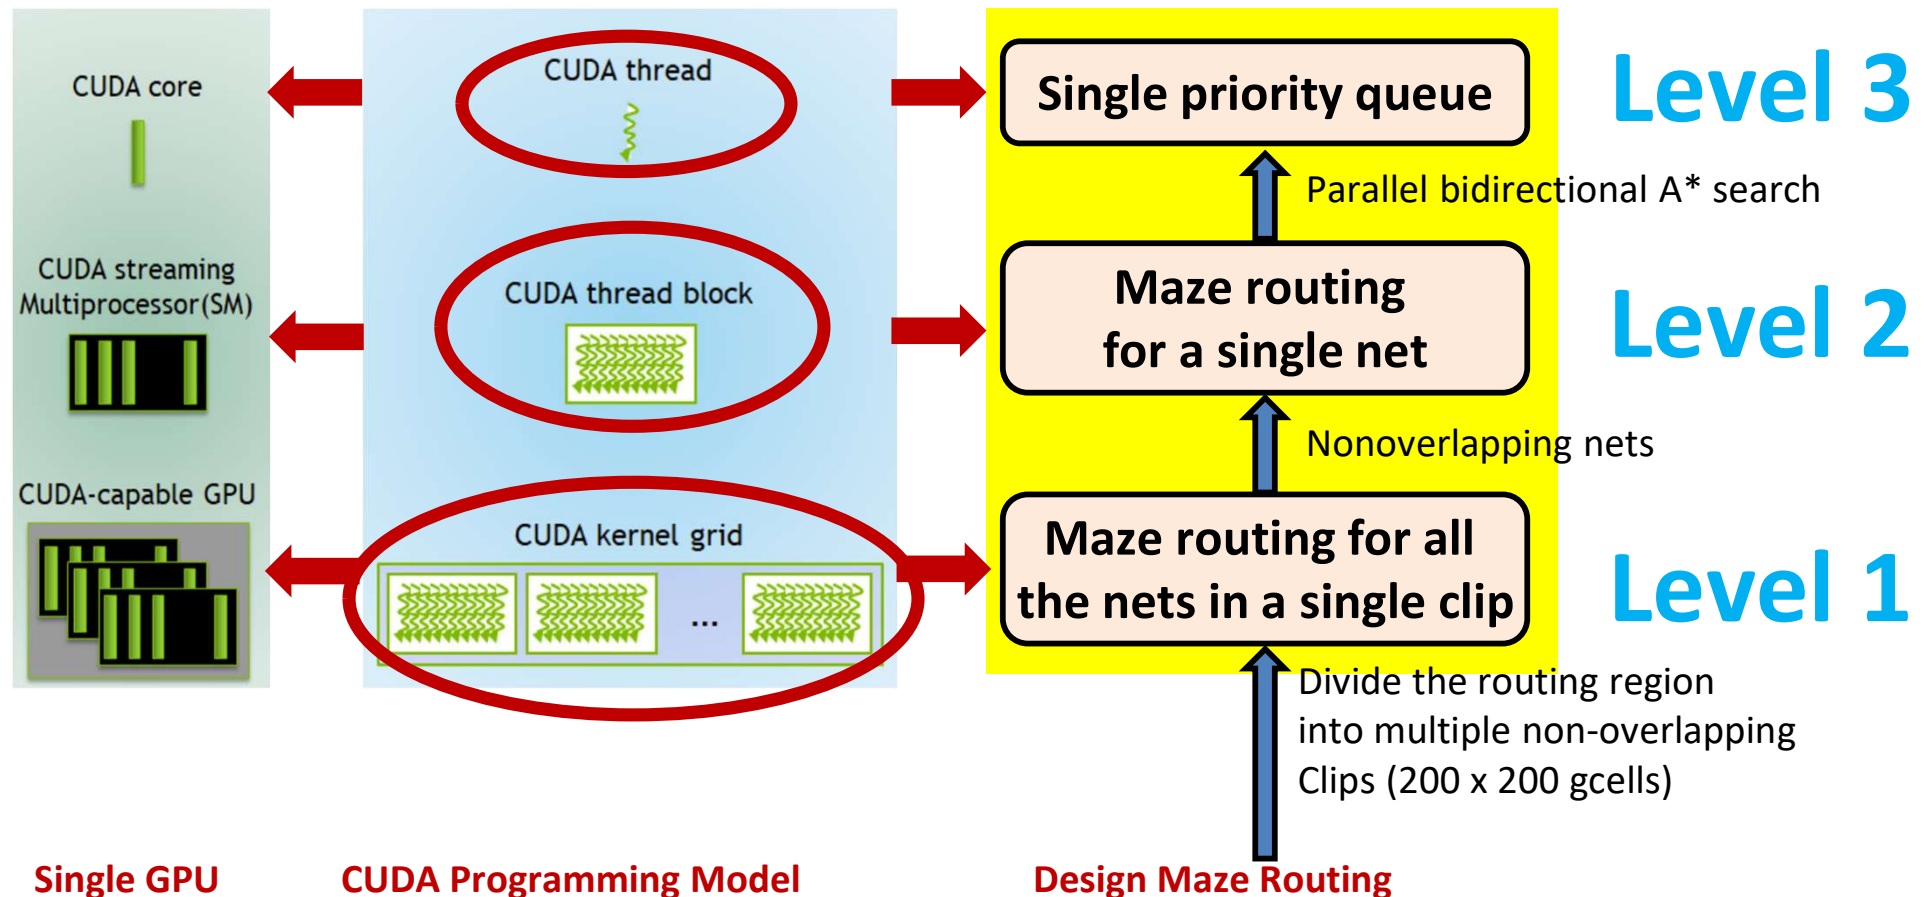 CUDA core
CUDA streaming
Multiprocessor(SM)
CUDA-capable GPU
CUDA thread
CUDA thread block
CUDA kernel grid
...
Single priority queue
Level 3
Parallel bidirectional A* search
Maze routing
for a single net
Level 2
Nonoverlapping nets
Maze routing for all
the nets in a single clip
Level 1
Divide the routing region
into multiple non-overlapping
Clips (200 x 200 gcells)
Single GPU
CUDA Programming Model
Design Maze Routing